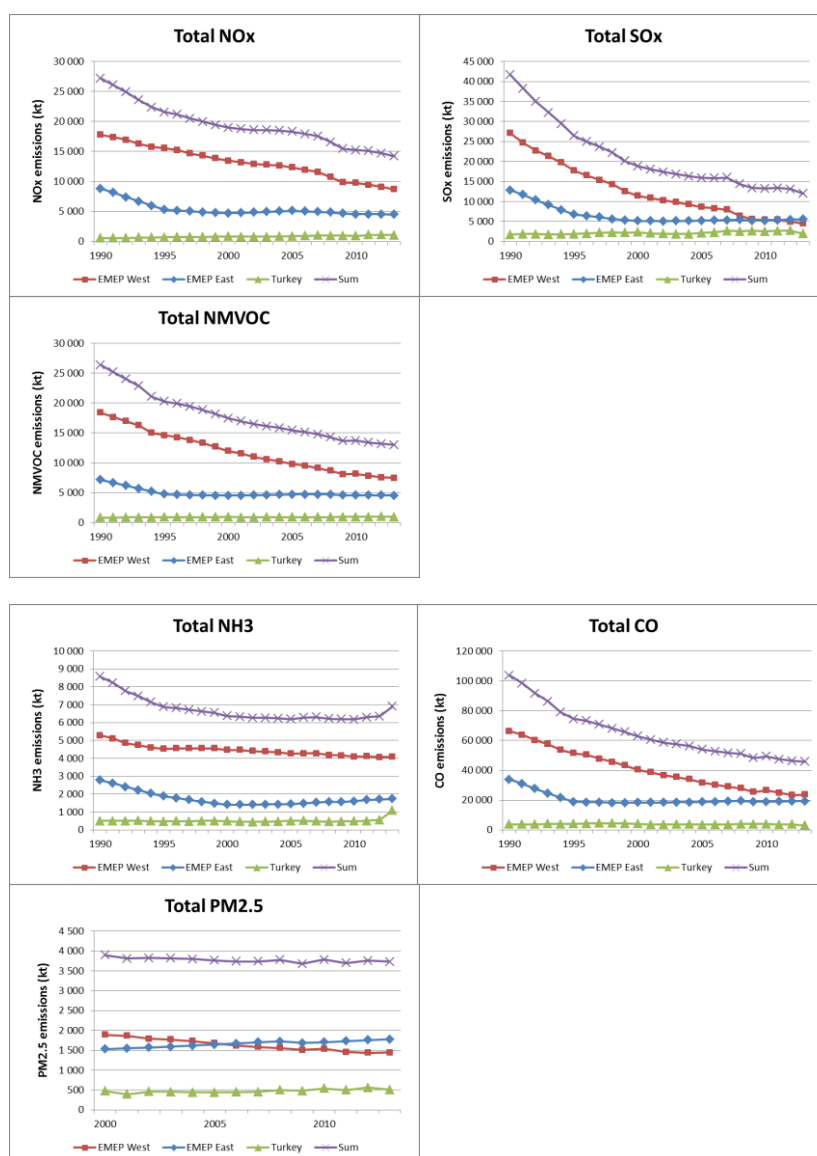 Total NOx
NOx emissions (kt)
30 000
25 000
20 000
15 000
10 000
5 000
0
1990 1995 2000 2005 2010
EMEP West EMEP East Turkey Sum
Total SOx
SOx emissions (kt)
45 000
40 000
35 000
30 000
25 000
20 000
15 000
10 000
5 000
0
1990 1995 2000 2005 2010
EMEP West EMEP East Turkey Sum
Total NMVOC
NMVOC emissions (kt)
30 000
25 000
20 000
15 000
10 000
5 000
0
1990 1995 2000 2005 2010
EMEP West EMEP East Turkey Sum
Total NH3
NH3 emissions (kt)
10 000
9 000
8 000
7 000
6 000
5 000
4 000
3 000
2 000
1 000
0
1990 1995 2000 2005 2010
EMEP West EMEP East Turkey Sum
Total CO
CO emissions (kt)
120 000
100 000
80 000
60 000
40 000
20 000
0
1990 1995 2000 2005 2010
EMEP West EMEP East Turkey Sum
Total PM2.5
PM2.5 emissions (kt)
4 500
4 000
3 500
3 000
2 500
2 000
1 500
1 000
500
0
2000 2005 2010
EMEP West EMEP East Turkey Sum